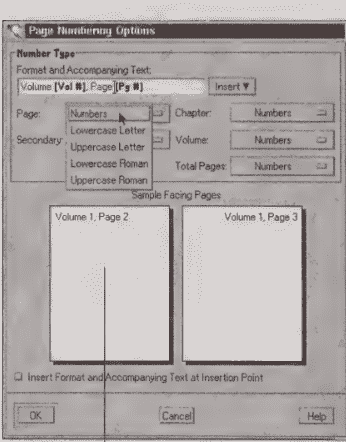 Page Numbering Options
Number Type
Format and Accompanying Text:
Volume [Vol #], Page [Pg #]
Insert ▼
Page:
Numbers
Chapter:
Numbers
Lowercase Letter
Secondary
Uppercase Letter
Volume:
Numbers
Lowercase Roman
Uppercase Roman
Total Pages:
Numbers
Sample Facing Pages
Volume 1, Page 2
Volume 1, Page 3
Insert Format and Accompanying Text at Insertion Point
OK
Cancel
Help